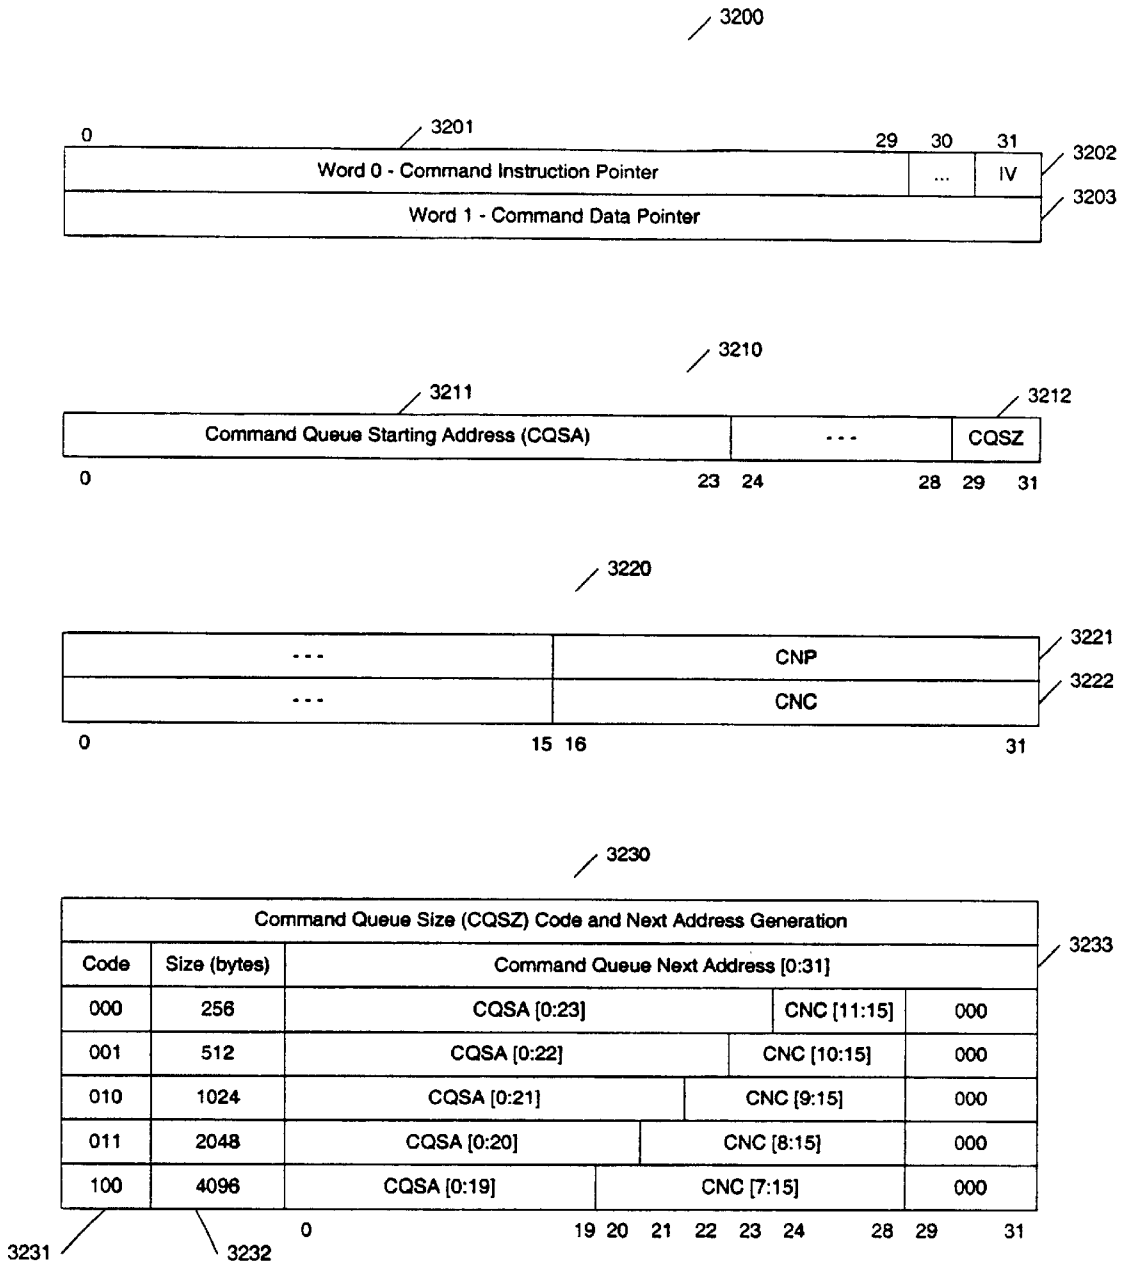 3200
0 3201 29 30 31
Word 0 - Command Instruction Pointer ... IV 3202
Word 1 - Command Data Pointer 3203
3210
3211 3212
Command Queue Starting Address (CQSA) - - - CQSZ
0 23 24 28 29 31
3220
- - - CNP 3221
- - - CNC 3222
0 15 16 31
3230
Command Queue Size (CQSZ) Code and Next Address Generation
Code Size (bytes) Command Queue Next Address [0:31] 3233
000 256 CQSA [0:23] CNC [11:15] 000
001 512 CQSA [0:22] CNC [10:15] 000
010 1024 CQSA [0:21] CNC [9:15] 000
011 2048 CQSA [0:20] CNC [8:15] 000
100 4096 CQSA [0:19] CNC [7:15] 000
0 19 20 21 22 23 24 28 29 31
3231 3232